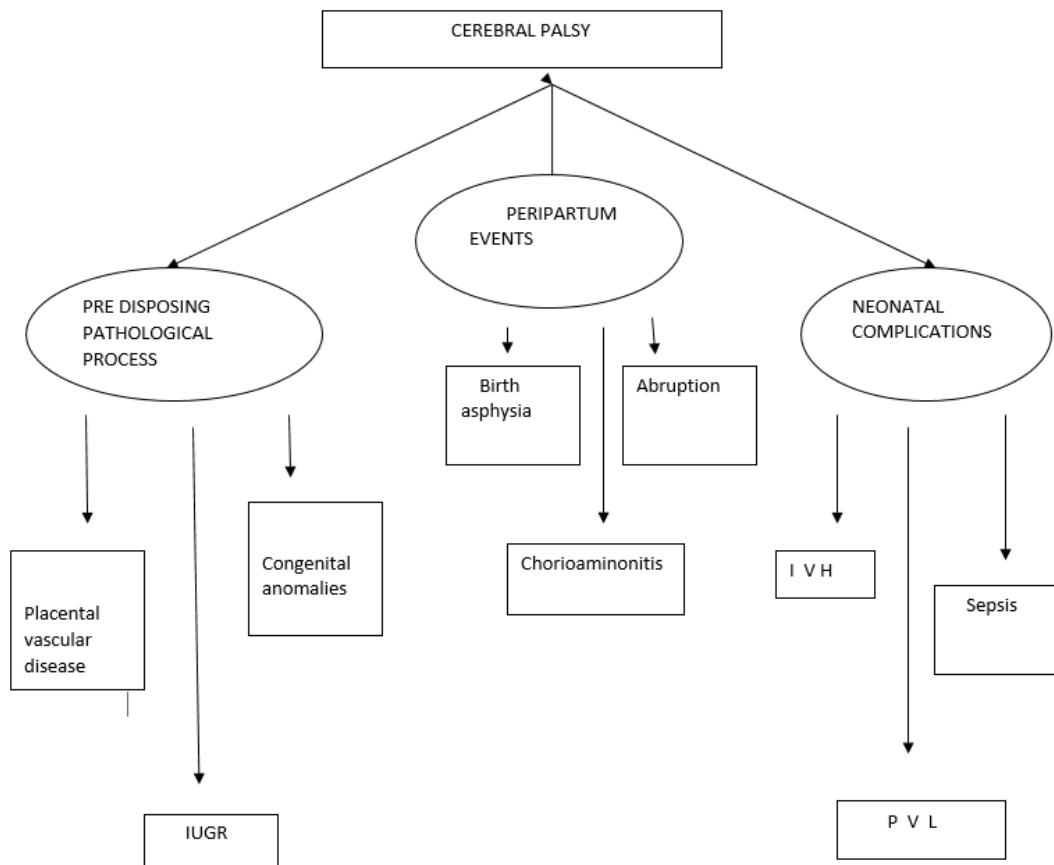 CEREBRAL PALSY
PERIPARTUM
EVENTS
PRE DISPOSING
PATHOLOGICAL
PROCESS
NEONATAL
COMPLICATIONS
Birth
asphysia
Abruption
Placental
vascular
disease
Congenital
anomalies
Chorioaminonitis
I V H
Sepsis
IUGR
P V L